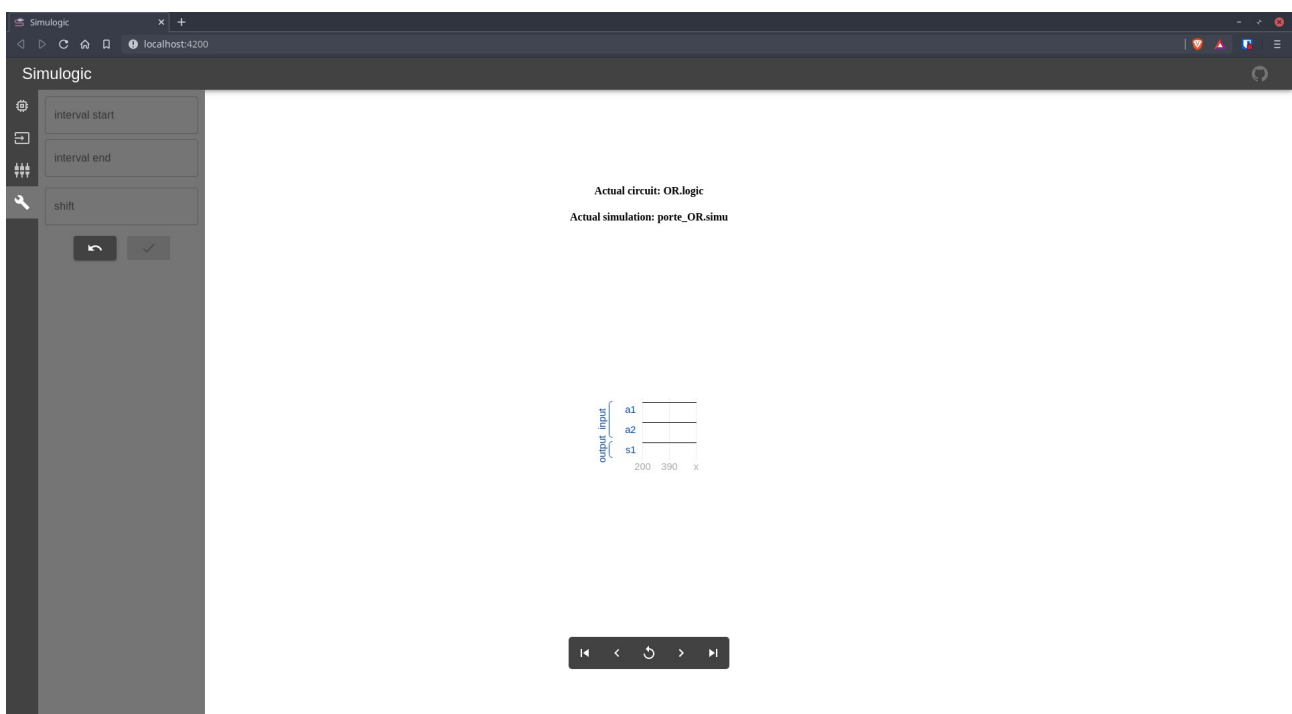 Simulogic
localhost:4200
Simulogic
interval start
interval end
shift
Actual circuit: OR.logic
Actual simulation: porte_OR.simu
input
a1
a2
output
s1
200 390 x